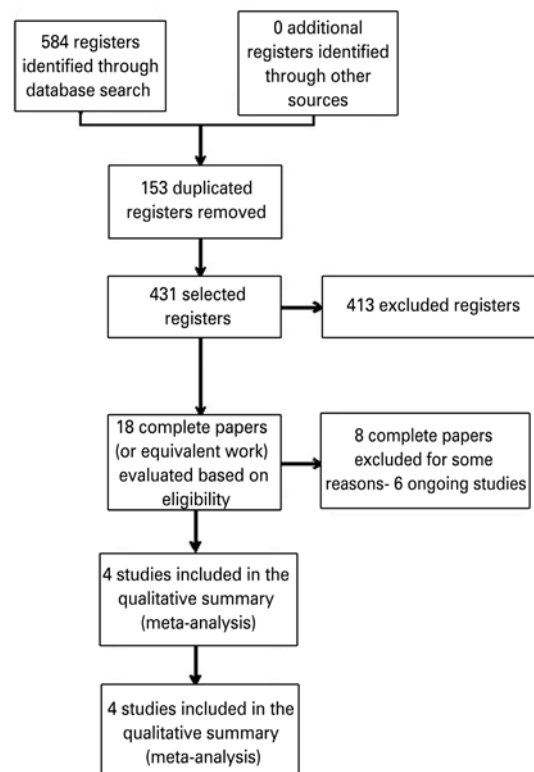 584 registers
identified through
database search
0 additional
registers identified
through other
sources
153 duplicated
registers removed
431 selected
registers
413 excluded registers
18 complete papers
(or equivalent work)
evaluated based on
eligibility
8 complete papers
excluded for some
reasons- 6 ongoing studies
4 studies included in the
qualitative summary
(meta-analysis)
4 studies included in the
qualitative summary
(meta-analysis)